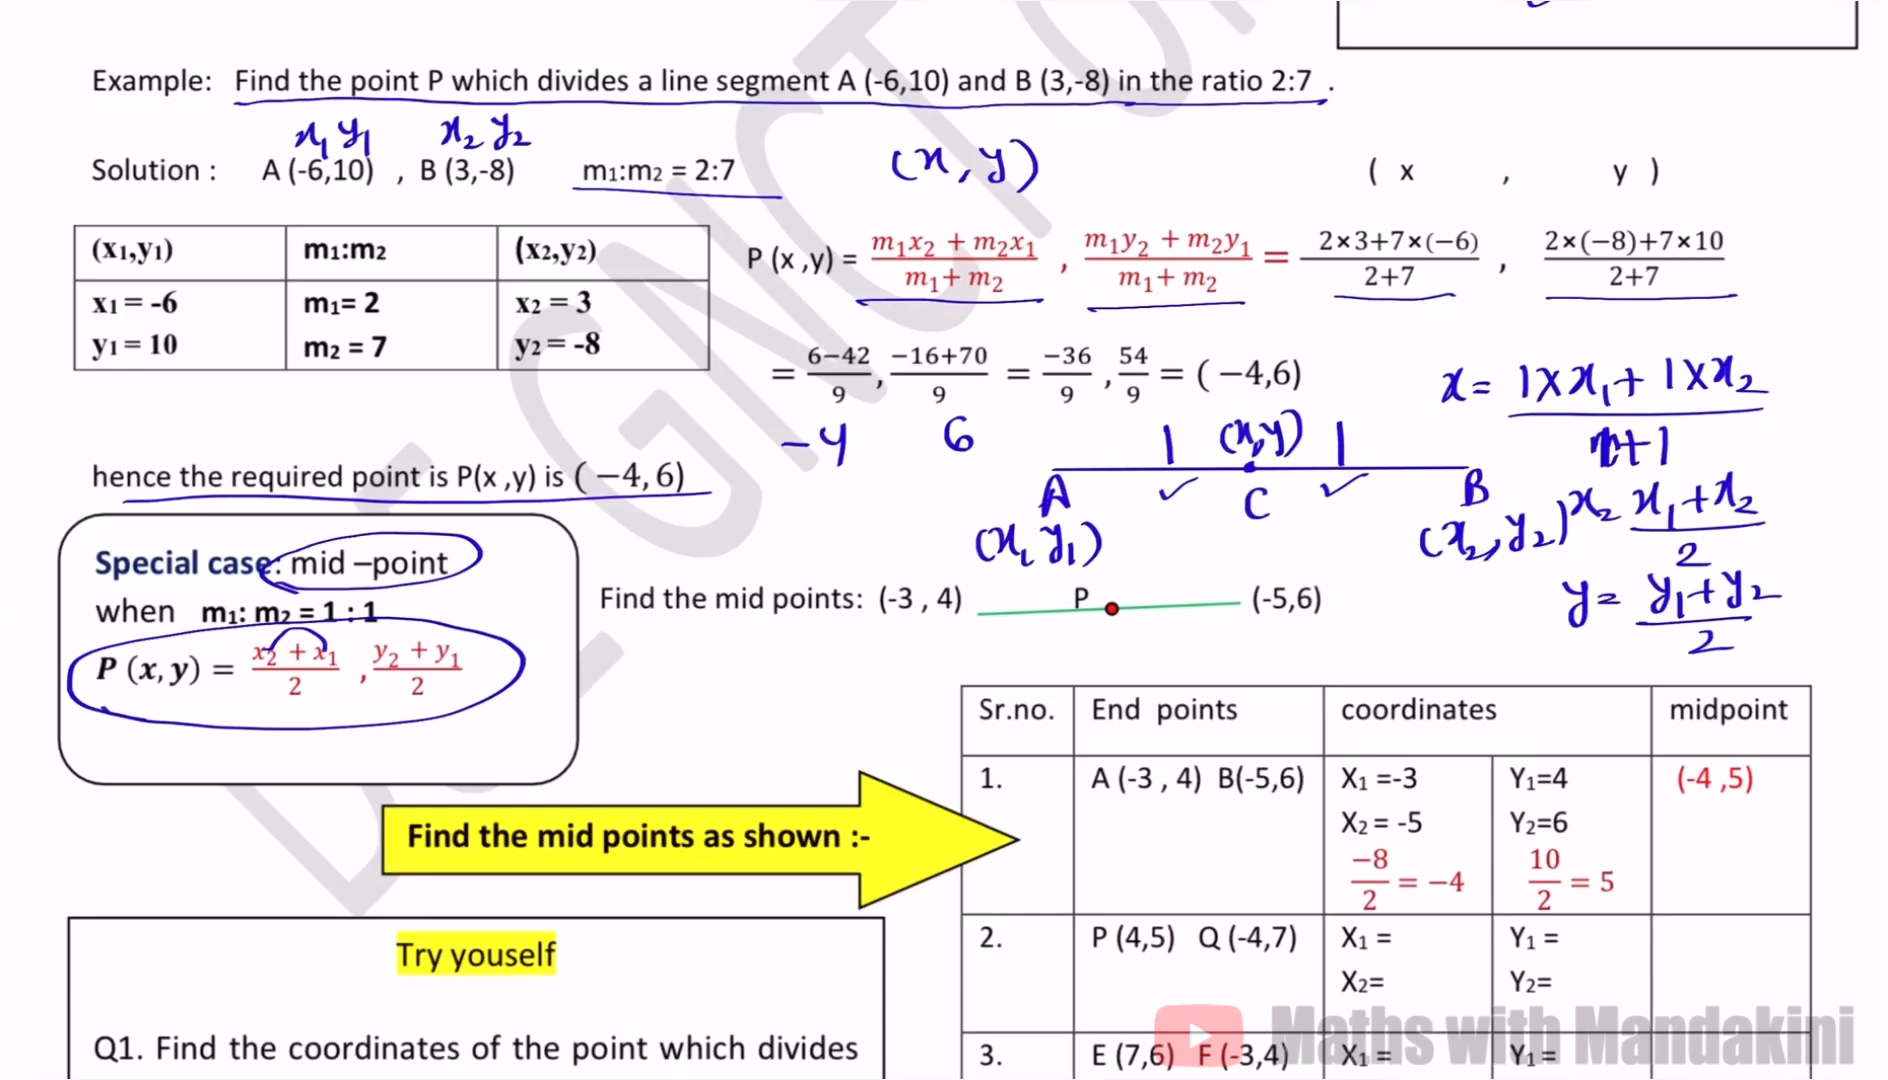 Example: Find the point P which divides a line segment A (-6,10) and B (3,-8) in the ratio 2:7 .
x₁ y₁ x₂ y₂
Solution : A (-6,10) , B (3,-8) m₁:m₂ = 2:7 (x, y) ( x , y )
(x₁,y₁) m₁:m₂ (x₂,y₂)
x₁ = -6 m₁= 2 x₂ = 3
y₁ = 10 m₂ = 7 y₂ = -8
P (x ,y) = (m₁x₂ + m₂x₁)/(m₁+ m₂) , (m₁y₂ + m₂y₁)/(m₁+ m₂) = (2×3+7×(−6))/(2+7) , (2×(−8)+7×10)/(2+7)
= (6−42)/9 , (−16+70)/9 = −36/9 , 54/9 = ( −4,6)
-4 6
x = (1×x₁+ 1×x₂)/(1+1)
1 (x,y) 1
A C B
(x₁ y₁) (x₂, y₂)
x = (x₁+x₂)/2
y = (y₁+y₂)/2
hence the required point is P(x ,y) is ( −4, 6)
Special case: mid –point
when m₁: m₂ = 1 : 1
P (x, y) = (x₂ + x₁)/2 , (y₂ + y₁)/2
Find the mid points: (-3 , 4) P (-5,6)
Find the mid points as shown :-
Sr.no. End points coordinates midpoint
1. A (-3 , 4) B(-5,6) X₁ =-3 Y₁=4 (-4 ,5)
X₂ = -5 Y₂=6
−8/2 = −4 10/2 = 5
2. P (4,5) Q (-4,7) X₁ = Y₁ =
X₂= Y₂=
3. E (7,6) F (-3,4) X₁ = Y₁ =
Try youself
Q1. Find the coordinates of the point which divides
Maths with Mandakini